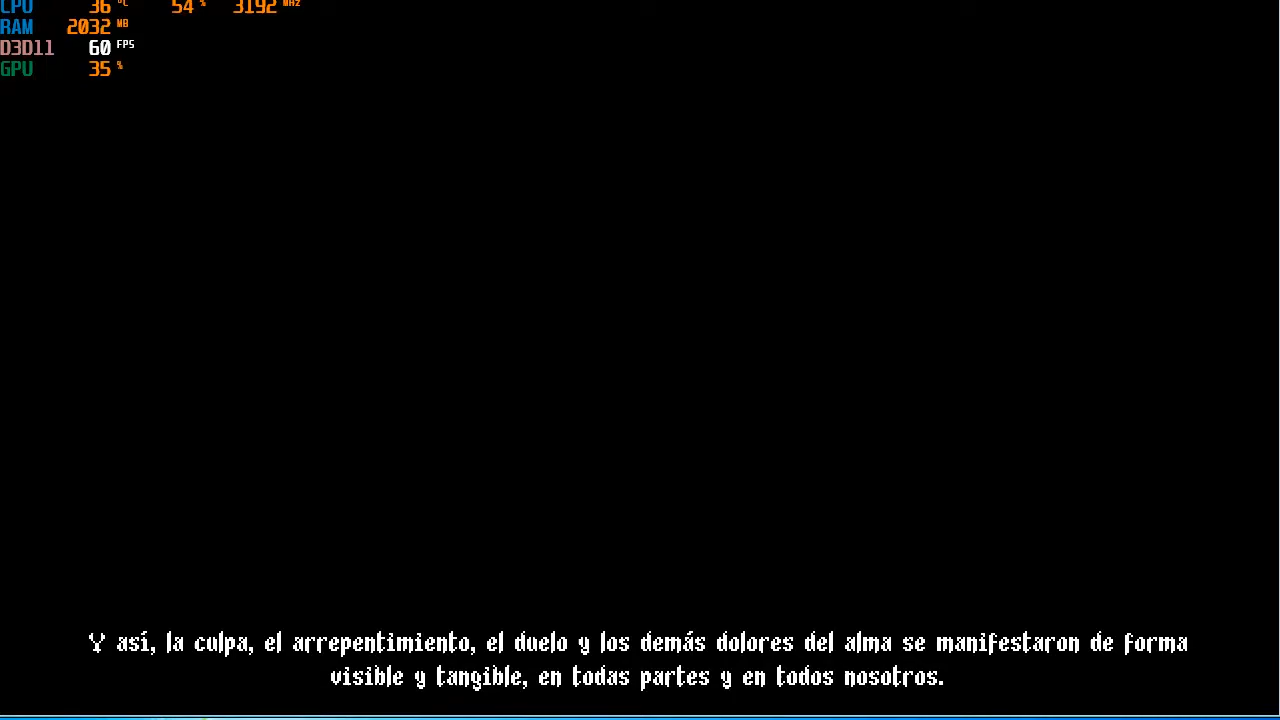 CPU 36 °C 54 % 3192 MHz
RAM 2032 MB
D3D11 60 FPS
GPU 35 %
Y así, la culpa, el arrepentimiento, el duelo y los demás dolores del alma se manifestaron de forma
visible y tangible, en todas partes y en todos nosotros.